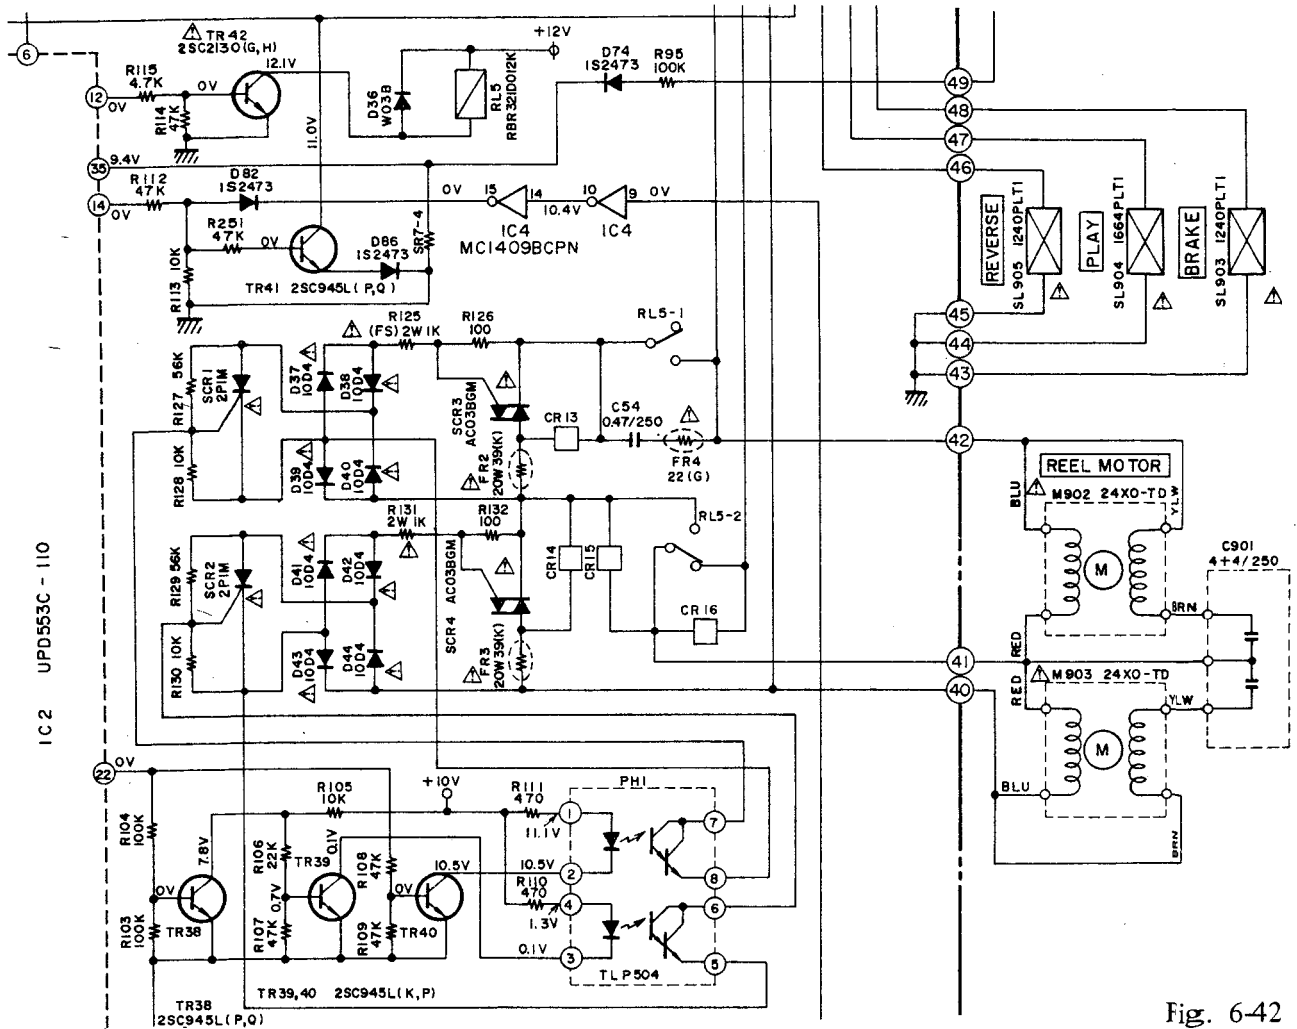 TR42
2SC2130(G,H)
+12V
D74
1S2473
R95
100K
6
12.1V
49
R115
4.7K
0V
12
0V
R114
47K
D36
W03B
RL5
RBR321D012K
48
11.0V
47
35
9.4V
46
R112
47K
D82
1S2473
14
0V
0V
15
14
10
9
0V
10.4V
IC4
IC4
MC14098CPN
R251
47K
0V
D86
1S2473
SR7-4
R113 10K
TR41 2SC945L(P,Q)
REVERSE
SL905 1240PLT1
PLAY
SL904 1664PLT1
BRAKE
SL903 1240PLT1
45
44
43
R125
(FS) 2W 1K
R126
100
RL5-1
R127 56K
SCR1
2P1M
D37
10D4
D38
10D4
SCR3
AC03BGM
CR13
C54
0.47/250
FR4
22(G)
42
R128 10K
D39
10D4
D40
10D4
FR2
20W39(K)
REEL MOTOR
M902 24XO-TD
BLU
YLW
R131
2W 1K
R132
100
RL5-2
R129 56K
SCR2
2P1M
D41
10D4
D42
10D4
SCR4 AC03BGM
CR14
CR15
CR16
M
C901
4+4/250
BRN
R130 10K
D43
10D4
D44
10D4
FR3
20W39(K)
41
RED
RED
40
M903 24XO-TD
YLW
M
BLU
BRN
IC2 UPD553C-110
22
0V
R105
10K
+10V
R111
470
PH1
1
7
11.1V
R104
100K
7.8V
R106
22K
TR39
0.1V
R108
47K
10.5V
10.5V
2
8
R110
470
0V
0.7V
0V
4
6
1.3V
R103
100K
TR38
R107
47K
R109
47K
TR40
0.1V
3
5
TLP504
TR39,40 2SC945L(K,P)
TR38
2SC945L(P,Q)
Fig. 6-42